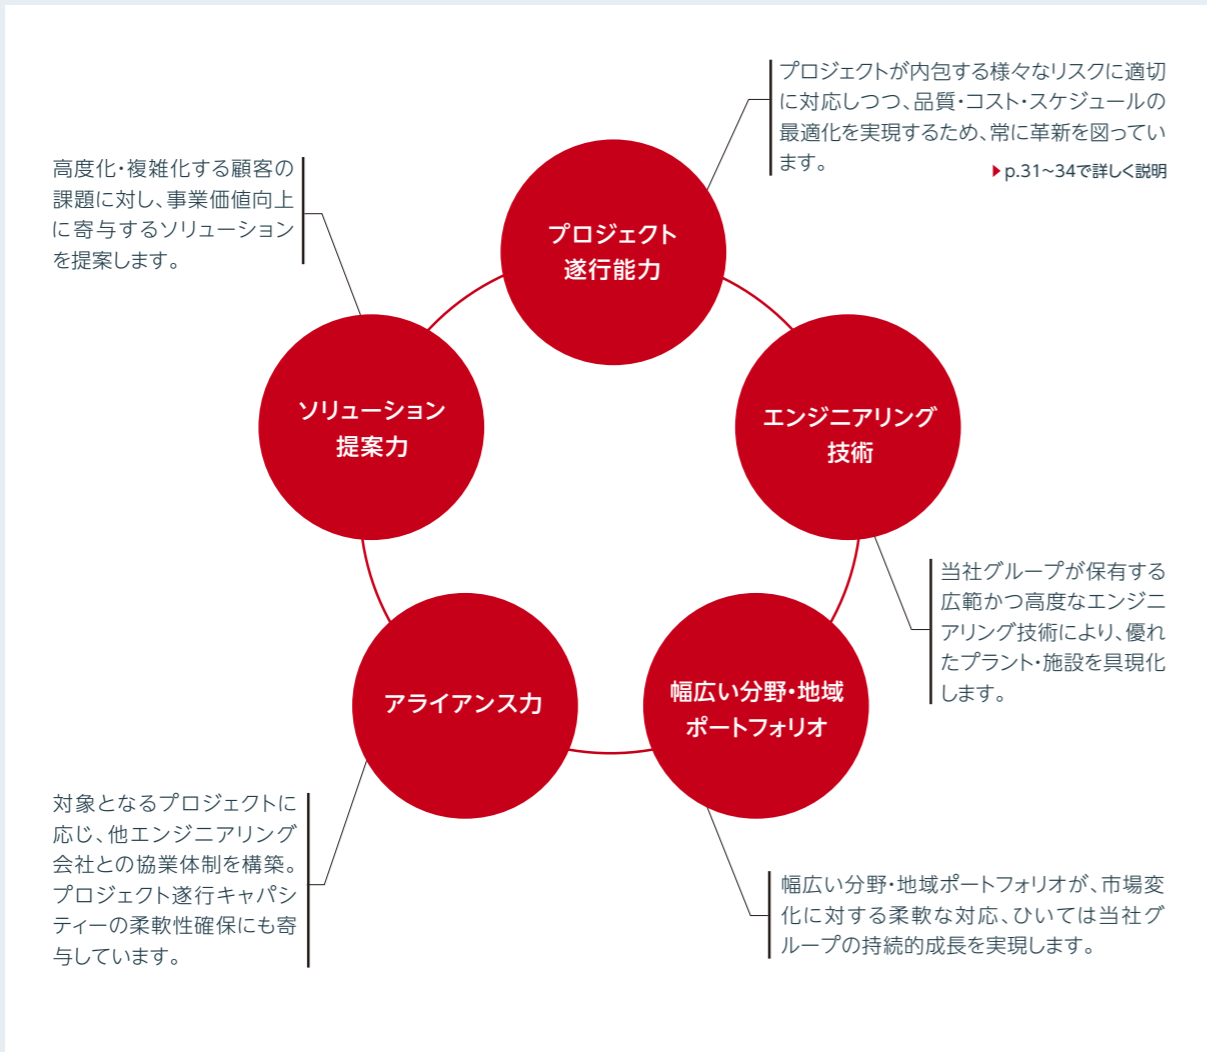 プロジェクトが内包する様々なリスクに適切
に対応しつつ、品質・コスト・スケジュールの
最適化を実現するため、常に革新を図ってい
ます。
▶p.31~34で詳しく説明
高度化・複雑化する顧客の
課題に対し、事業価値向上
に寄与するソリューション
を提案します。
プロジェクト
遂行能力
ソリューション
提案力
エンジニアリング
技術
当社グループが保有する
広範かつ高度なエンジニ
アリング技術により、優れ
たプラント・施設を具現化
します。
アライアンス力
幅広い分野・地域
ポートフォリオ
対象となるプロジェクトに
応じ、他エンジニアリング
会社との協業体制を構築。
プロジェクト遂行キャパシ
ティーの柔軟性確保にも寄
与しています。
幅広い分野・地域ポートフォリオが、市場変
化に対する柔軟な対応、ひいては当社グ
ループの持続的成長を実現します。